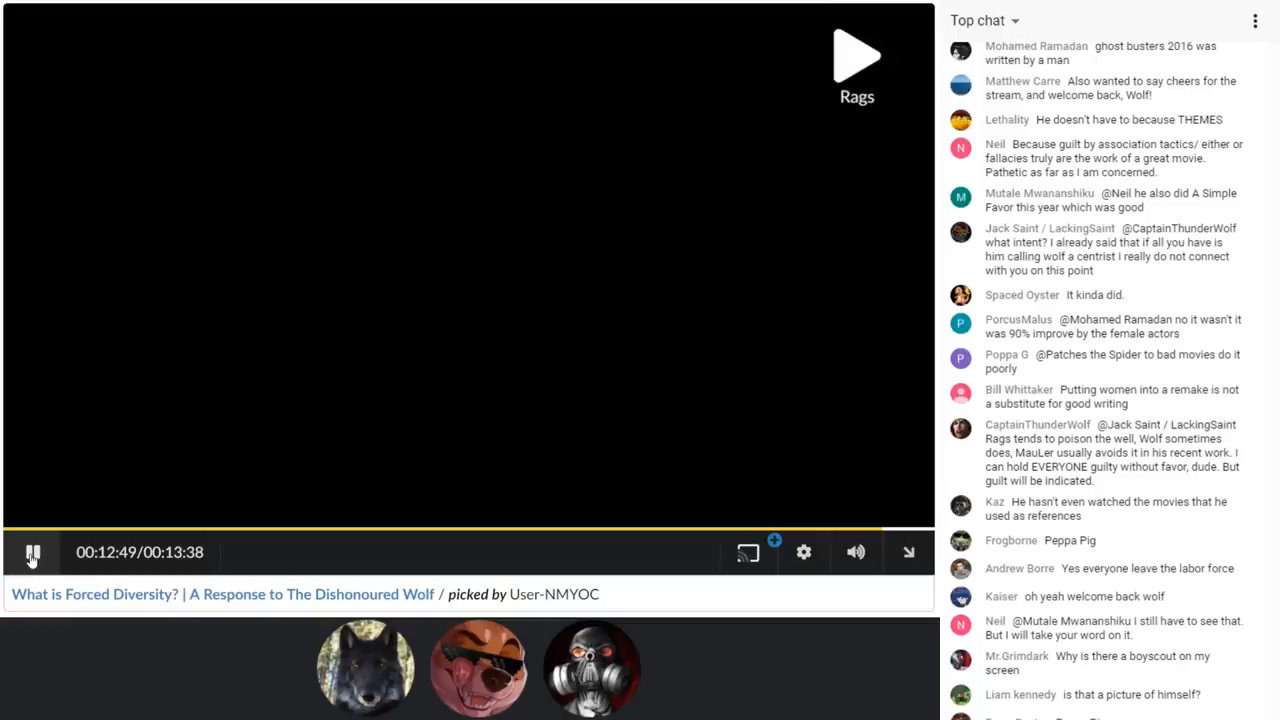 Rags
00:12:49/00:13:38
What is Forced Diversity? | A Response to The Dishonoured Wolf / picked by User-NMYOC
Top chat
Mohamed Ramadan ghost busters 2016 was
written by a man
Matthew Carre Also wanted to say cheers for the
stream, and welcome back, Wolf!
Lethality He doesn't have to because THEMES
N
Neil Because guilt by association tactics/ either or
fallacies truly are the work of a great movie.
Pathetic as far as I am concerned.
M
Mutale Mwananshiku @Neil he also did A Simple
Favor this year which was good
Jack Saint / LackingSaint @CaptainThunderWolf
what intent? I already said that if all you have is
him calling wolf a centrist I really do not connect
with you on this point
Spaced Oyster It kinda did.
P
PorcusMalus @Mohamed Ramadan no it wasn't it
was 90% improve by the female actors
P
Poppa G @Patches the Spider to bad movies do it
poorly
Bill Whittaker Putting women into a remake is not
a substitute for good writing
CaptainThunderWolf @Jack Saint / LackingSaint
Rags tends to poison the well, Wolf sometimes
does, MauLer usually avoids it in his recent work. I
can hold EVERYONE guilty without favor, dude. But
guilt will be indicated.
Kaz He hasn't even watched the movies that he
used as references
Frogborne Peppa Pig
Andrew Borre Yes everyone leave the labor force
Kaiser oh yeah welcome back wolf
N
Neil @Mutale Mwananshiku I still have to see that.
But I will take your word on it.
Mr.Grimdark Why is there a boyscout on my
screen
Liam kennedy is that a picture of himself?